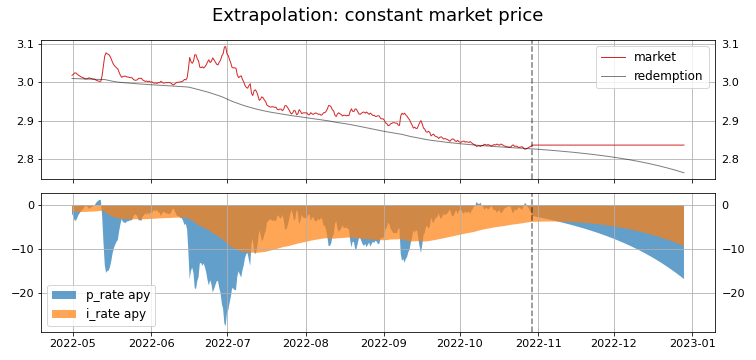 Extrapolation: constant market price
3.1 3.1
market
3.0 redemption 3.0
2.9 2.9
2.8 2.8
0 0
−10 −10
p_rate apy
−20 −20
i_rate apy
2022-05 2022-06 2022-07 2022-08 2022-09 2022-10 2022-11 2022-12 2023-01